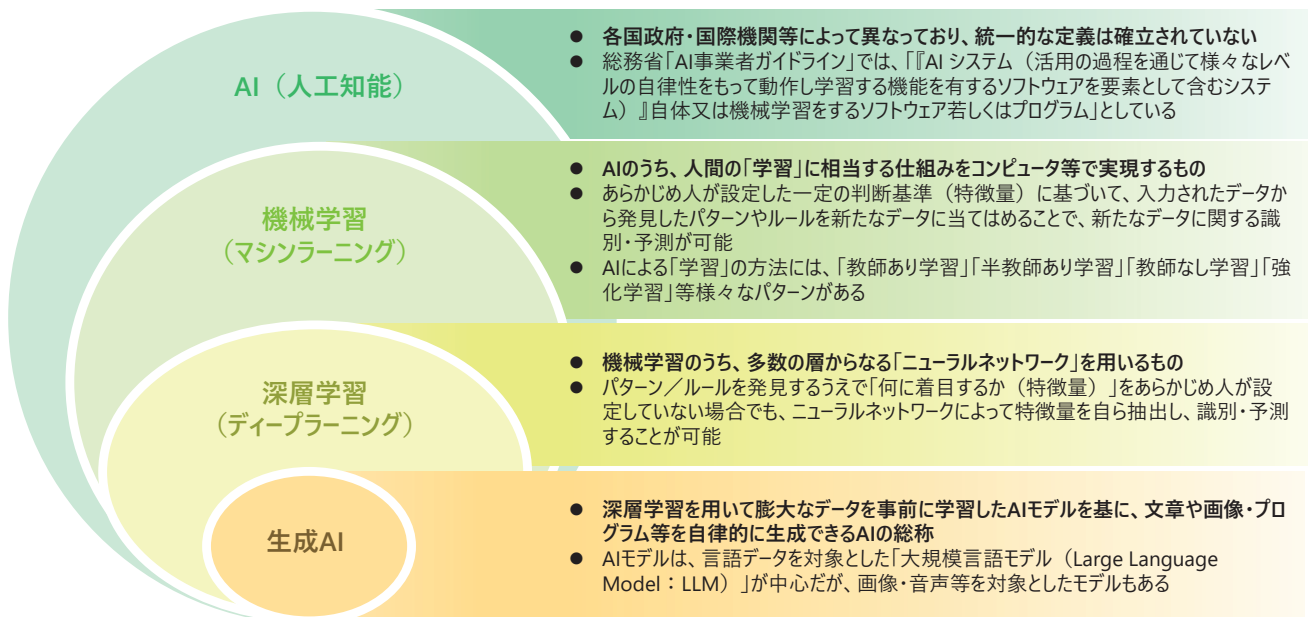 AI（人工知能）
● 各国政府・国際機関等によって異なっており、統一的な定義は確立されていない
● 総務省「AI事業者ガイドライン」では、「『AI システム（活用の過程を通じて様々なレベ
ルの自律性をもって動作し学習する機能を有するソフトウェアを要素として含むシステ
ム）』自体又は機械学習をするソフトウェア若しくはプログラム」としている
機械学習
（マシンラーニング）
● AIのうち、人間の「学習」に相当する仕組みをコンピュータ等で実現するもの
● あらかじめ人が設定した一定の判断基準（特徴量）に基づいて、入力されたデータか
ら発見したパターンやルールを新たなデータに当てはめることで、新たなデータに関する識
別・予測が可能
● AIによる「学習」の方法には、「教師あり学習」「半教師あり学習」「教師なし学習」「強
化学習」等様々なパターンがある
深層学習
（ディープラーニング）
● 機械学習のうち、多数の層からなる「ニューラルネットワーク」を用いるもの
● パターン／ルールを発見するうえで「何に着目するか（特徴量）」をあらかじめ人が設
定していない場合でも、ニューラルネットワークによって特徴量を自ら抽出し、識別・予測
することが可能
生成AI
● 深層学習を用いて膨大なデータを事前に学習したAIモデルを基に、文章や画像・プロ
グラム等を自律的に生成できるAIの総称
● AIモデルは、言語データを対象とした「大規模言語モデル（Large Language
Model：LLM）」が中心だが、画像・音声等を対象としたモデルもある